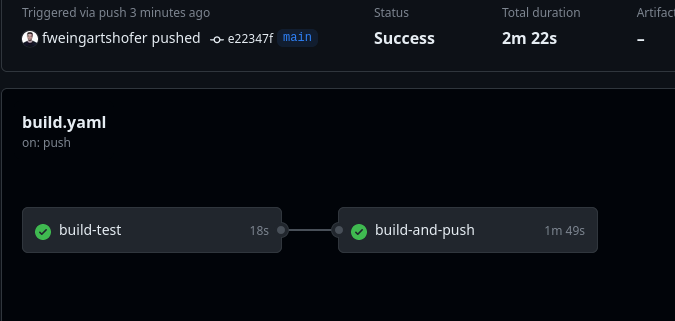 Triggered via push 3 minutes ago
fweingartshofer pushed e22347f main
Status
Success
Total duration
2m 22s
Artifact
–
build.yaml
on: push
build-test 18s
build-and-push 1m 49s